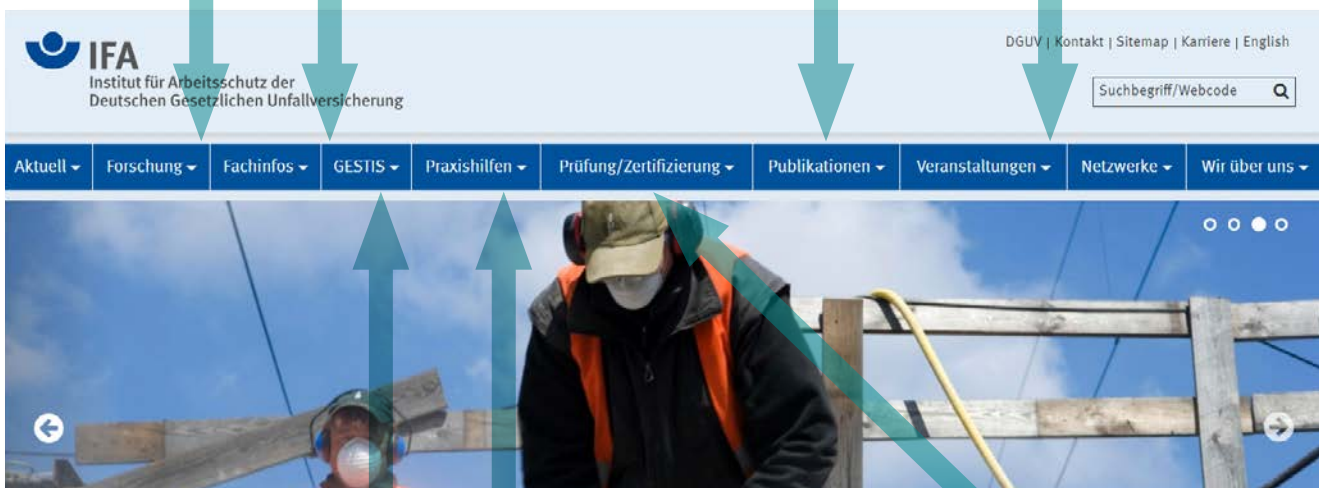 IFA
Institut für Arbeitsschutz der
Deutschen Gesetzlichen Unfallversicherung
DGUV | Kontakt | Sitemap | Karriere | English
Suchbegriff/Webcode
Aktuell Forschung Fachinfos GESTIS Praxishilfen Prüfung/Zertifizierung Publikationen Veranstaltungen Netzwerke Wir über uns